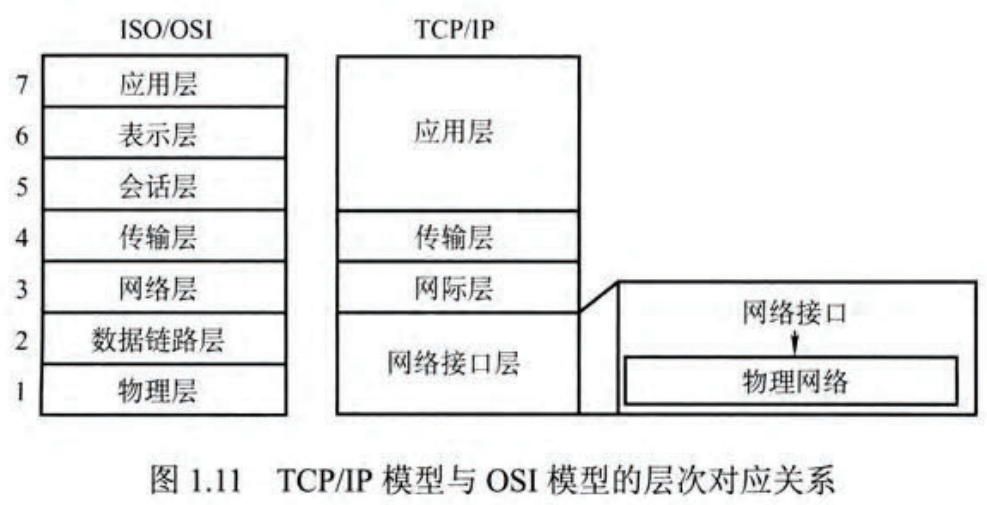 ISO/OSI TCP/IP
7 应用层
6 表示层
5 会话层
4 传输层
3 网络层
2 数据链路层
1 物理层
应用层
传输层
网际层
网络接口层
网络接口
物理网络
图 1.11 TCP/IP 模型与 OSI 模型的层次对应关系